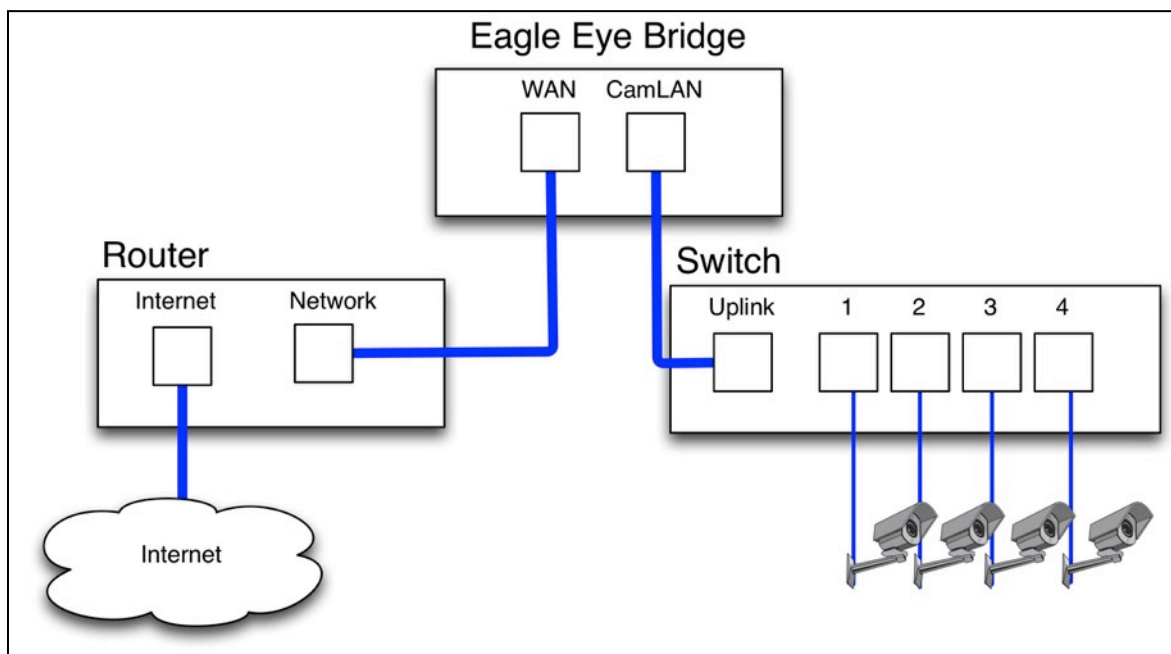 Eagle Eye Bridge
WAN CamLAN
Router
Internet Network
Switch
Uplink 1 2 3 4
Internet